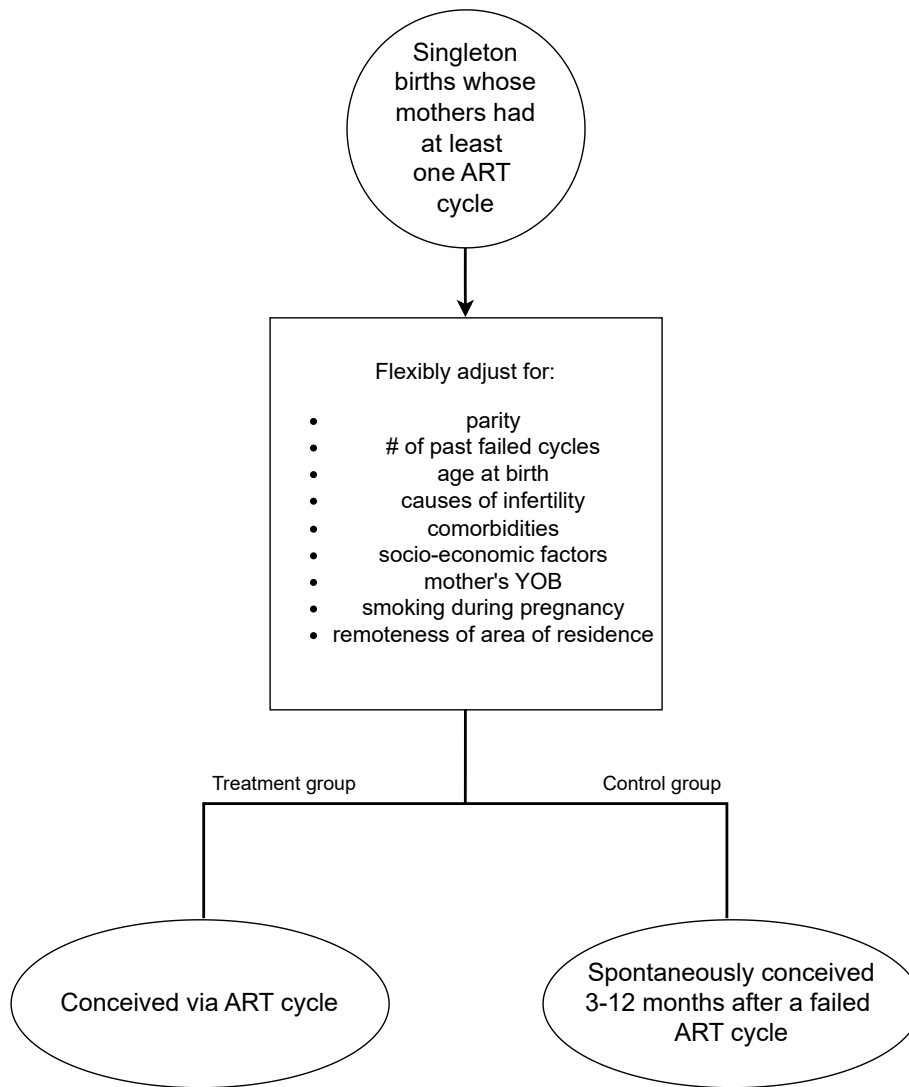 Singleton
births whose
mothers had
at least
one ART
cycle
Flexibly adjust for:
• parity
• # of past failed cycles
• age at birth
• causes of infertility
• comorbidities
• socio-economic factors
• mother's YOB
• smoking during pregnancy
• remoteness of area of residence
Treatment group
Control group
Conceived via ART cycle
Spontaneously conceived
3-12 months after a failed
ART cycle